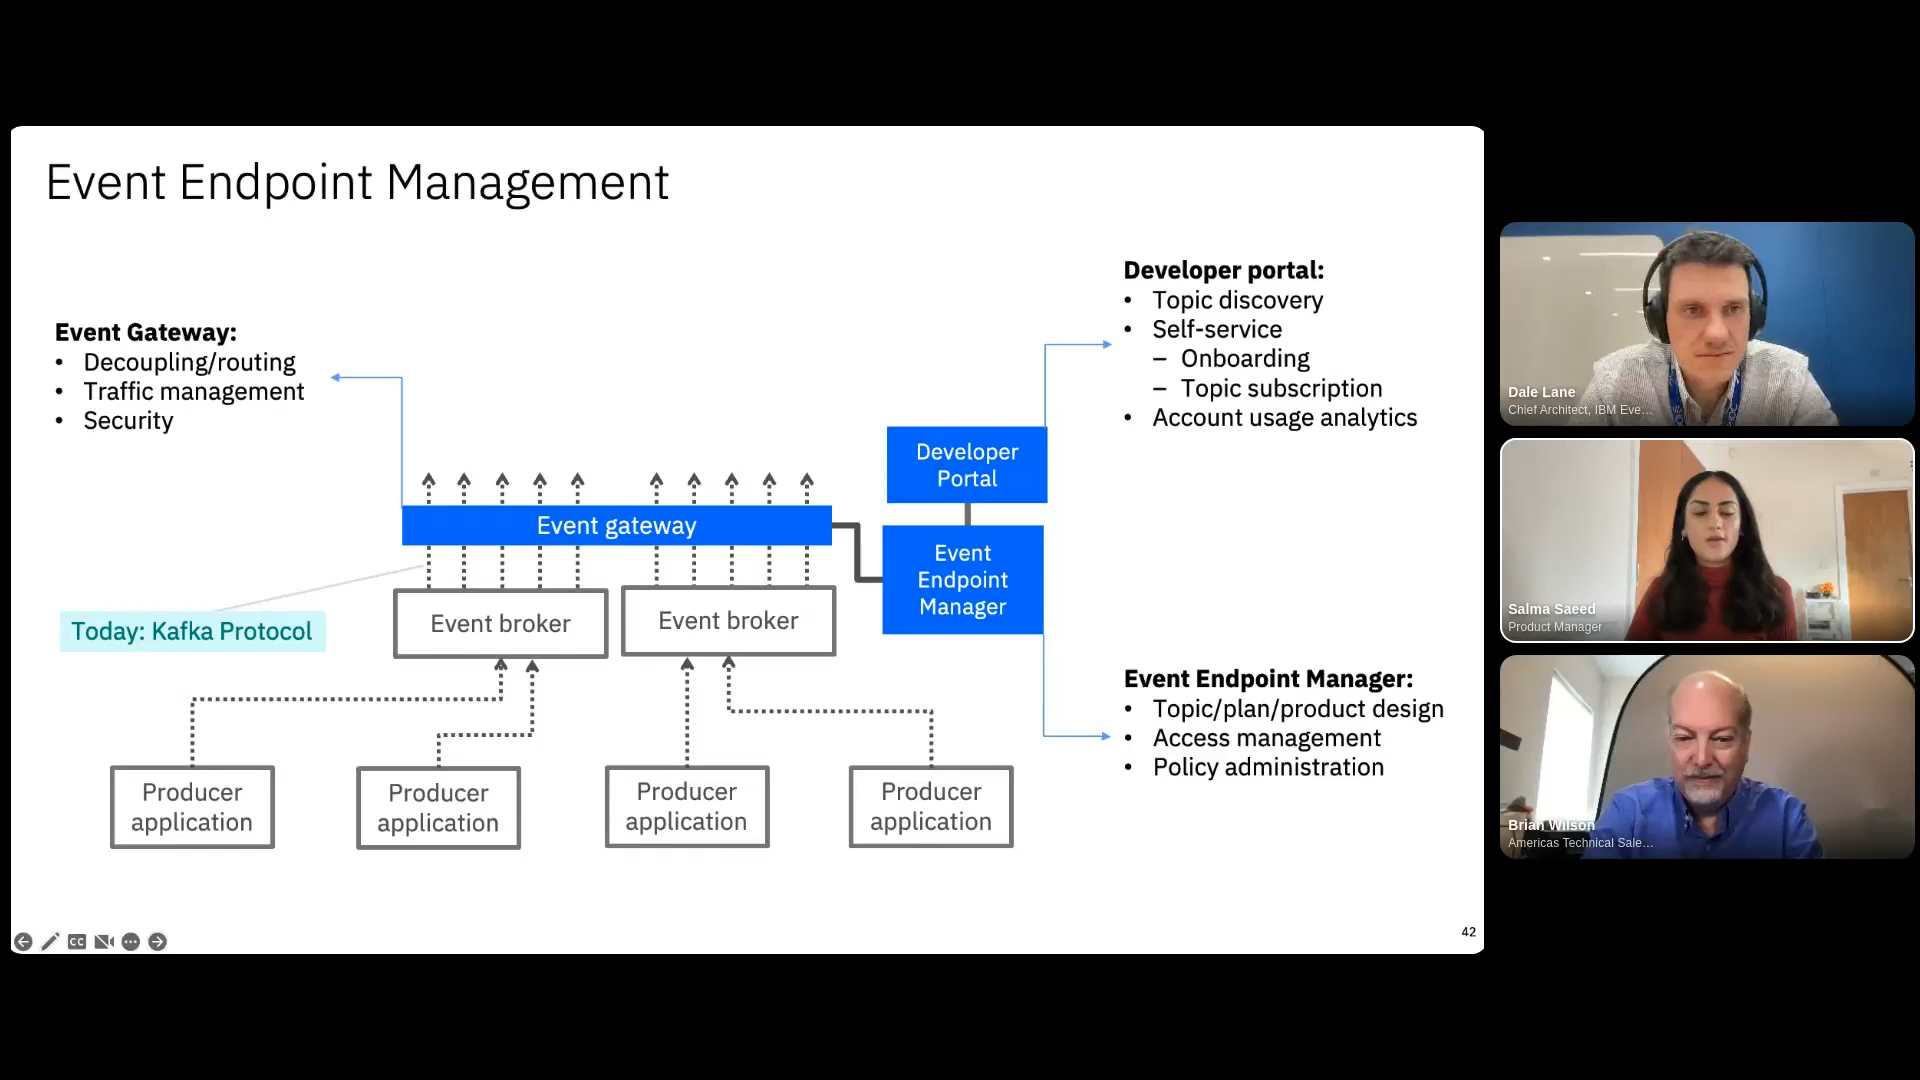 Event Endpoint Management
Event Gateway:
• Decoupling/routing
• Traffic management
• Security
Developer portal:
• Topic discovery
• Self-service
– Onboarding
– Topic subscription
• Account usage analytics
Developer
Portal
Event gateway
Event
Endpoint
Manager
Today: Kafka Protocol
Event broker
Event broker
Event Endpoint Manager:
• Topic/plan/product design
• Access management
• Policy administration
Producer
application
Producer
application
Producer
application
Producer
application
CC
42
Dale Lane
Chief Architect, IBM Eve...
Salma Saeed
Product Manager
Brian Wilson
Americas Technical Sale...